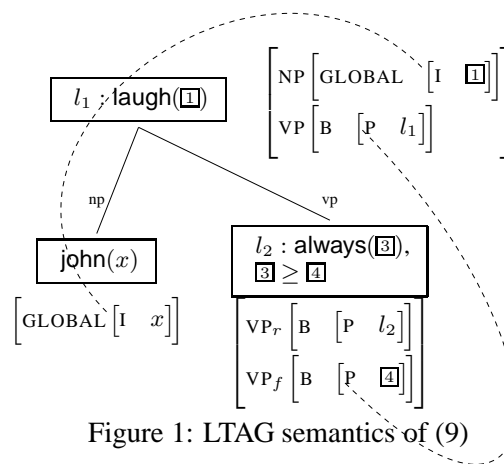 l₁ : laugh(1)
NP [GLOBAL [I 1]]
VP [B [P l₁]]
np
vp
john(x)
l₂ : always(3),
3 ≥ 4
[GLOBAL [I x]]
VPᵣ [B [P l₂]]
VP_f [B [P 4]]
Figure 1: LTAG semantics of (9)